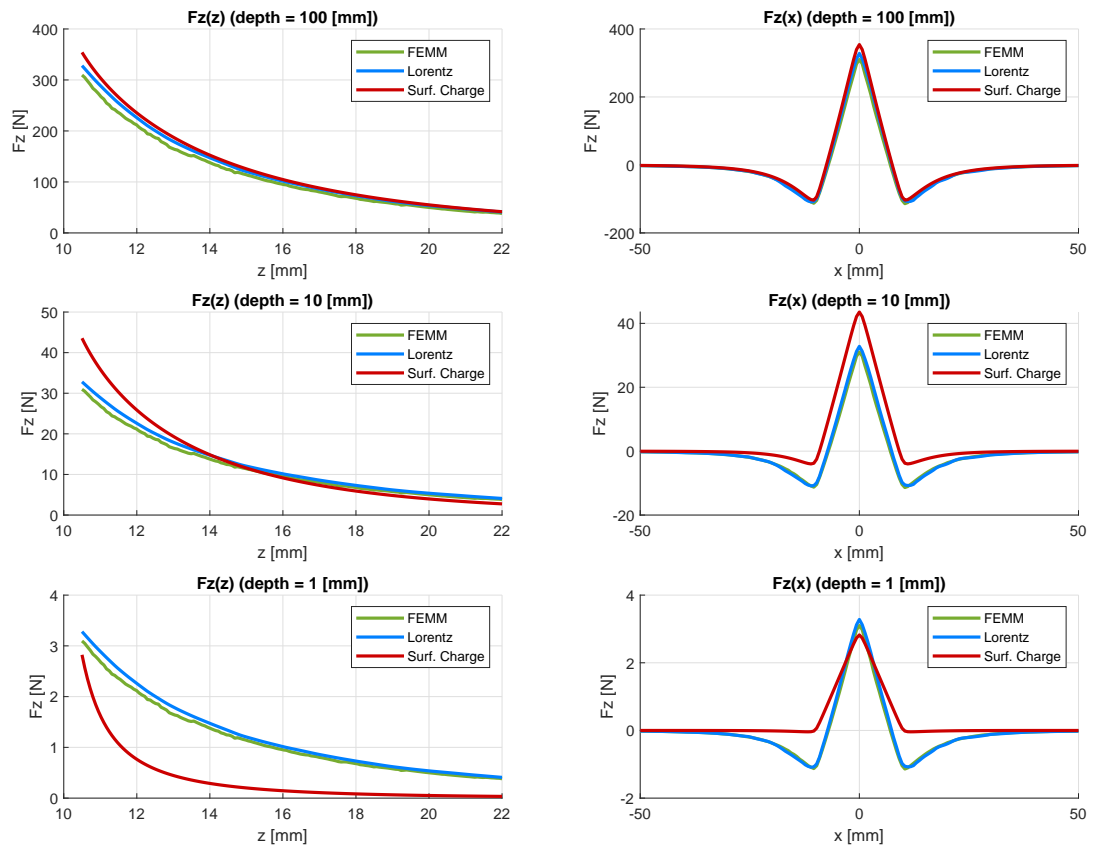 Fz(z) (depth = 100 [mm])
400
300
200
100
0
Fz [N]
10 12 14 16 18 20 22
z [mm]
FEMM
Lorentz
Surf. Charge
Fz(x) (depth = 100 [mm])
400
200
0
-200
Fz [N]
-50 0 50
x [mm]
FEMM
Lorentz
Surf. Charge
Fz(z) (depth = 10 [mm])
50
40
30
20
10
0
Fz [N]
10 12 14 16 18 20 22
z [mm]
FEMM
Lorentz
Surf. Charge
Fz(x) (depth = 10 [mm])
40
20
0
-20
Fz [N]
-50 0 50
x [mm]
FEMM
Lorentz
Surf. Charge
Fz(z) (depth = 1 [mm])
4
3
2
1
0
Fz [N]
10 12 14 16 18 20 22
z [mm]
FEMM
Lorentz
Surf. Charge
Fz(x) (depth = 1 [mm])
4
2
0
-2
Fz [N]
-50 0 50
x [mm]
FEMM
Lorentz
Surf. Charge